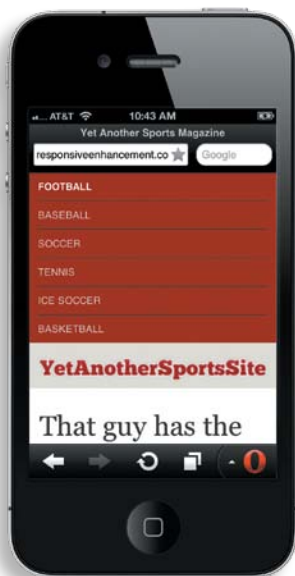 AT&T 10:43 AM
Yet Another Sports Magazine
responsiveenhancement.co Google
FOOTBALL
BASEBALL
SOCCER
TENNIS
ICE SOCCER
BASKETBALL
YetAnotherSportsSite
That guy has the